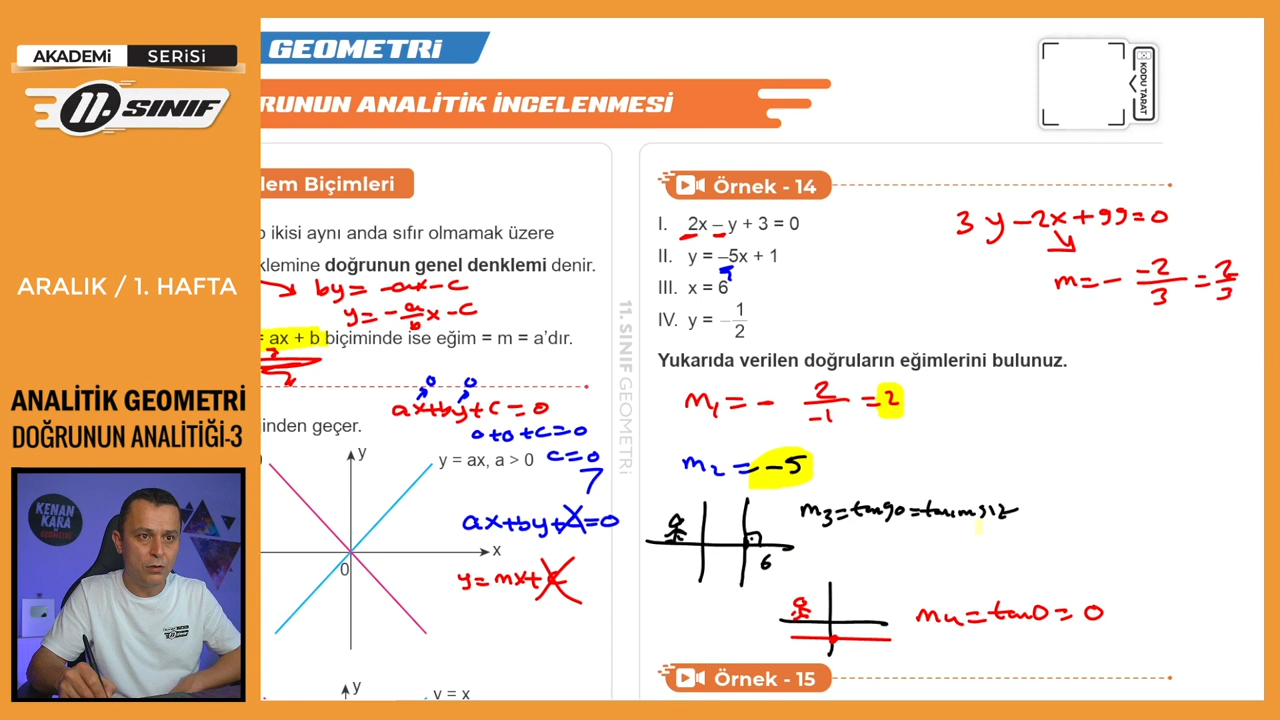 AKADEMİ SERİSİ
11. SINIF
ARALIK / 1. HAFTA
ANALİTİK GEOMETRİ
DOĞRUNUN ANALİTİĞİ-3
KENAN
KARA
GEOMETRİ
GEOMETRİ
RUNUN ANALİTİK İNCELENMESİ
KODU TARAT
lem Biçimleri
ikisi aynı anda sıfır olmamak üzere
klemine doğrunun genel denklemi denir.
by = -ax - c
y = -a/b x - c
= ax + b biçiminde ise eğim = m = a'dır.
0 0
ax+by+c=0
0+0+c=0
c=0
inden geçer.
y
y = ax, a > 0
x
0
ax+by+c=0
y=mx+c
y
y = x
11. SINIF GEOMETRİ
Örnek - 14
I. 2x – y + 3 = 0
II. y = –5x + 1
III. x = 6
IV. y = -1/2
Yukarıda verilen doğruların eğimlerini bulunuz.
3y-2x+99=0
m = - -2/3 = 2/3
m1 = - 2/-1 = 2
m2 = -5
m3=tan90=tanımsız
6
m4=tan0=0
Örnek - 15